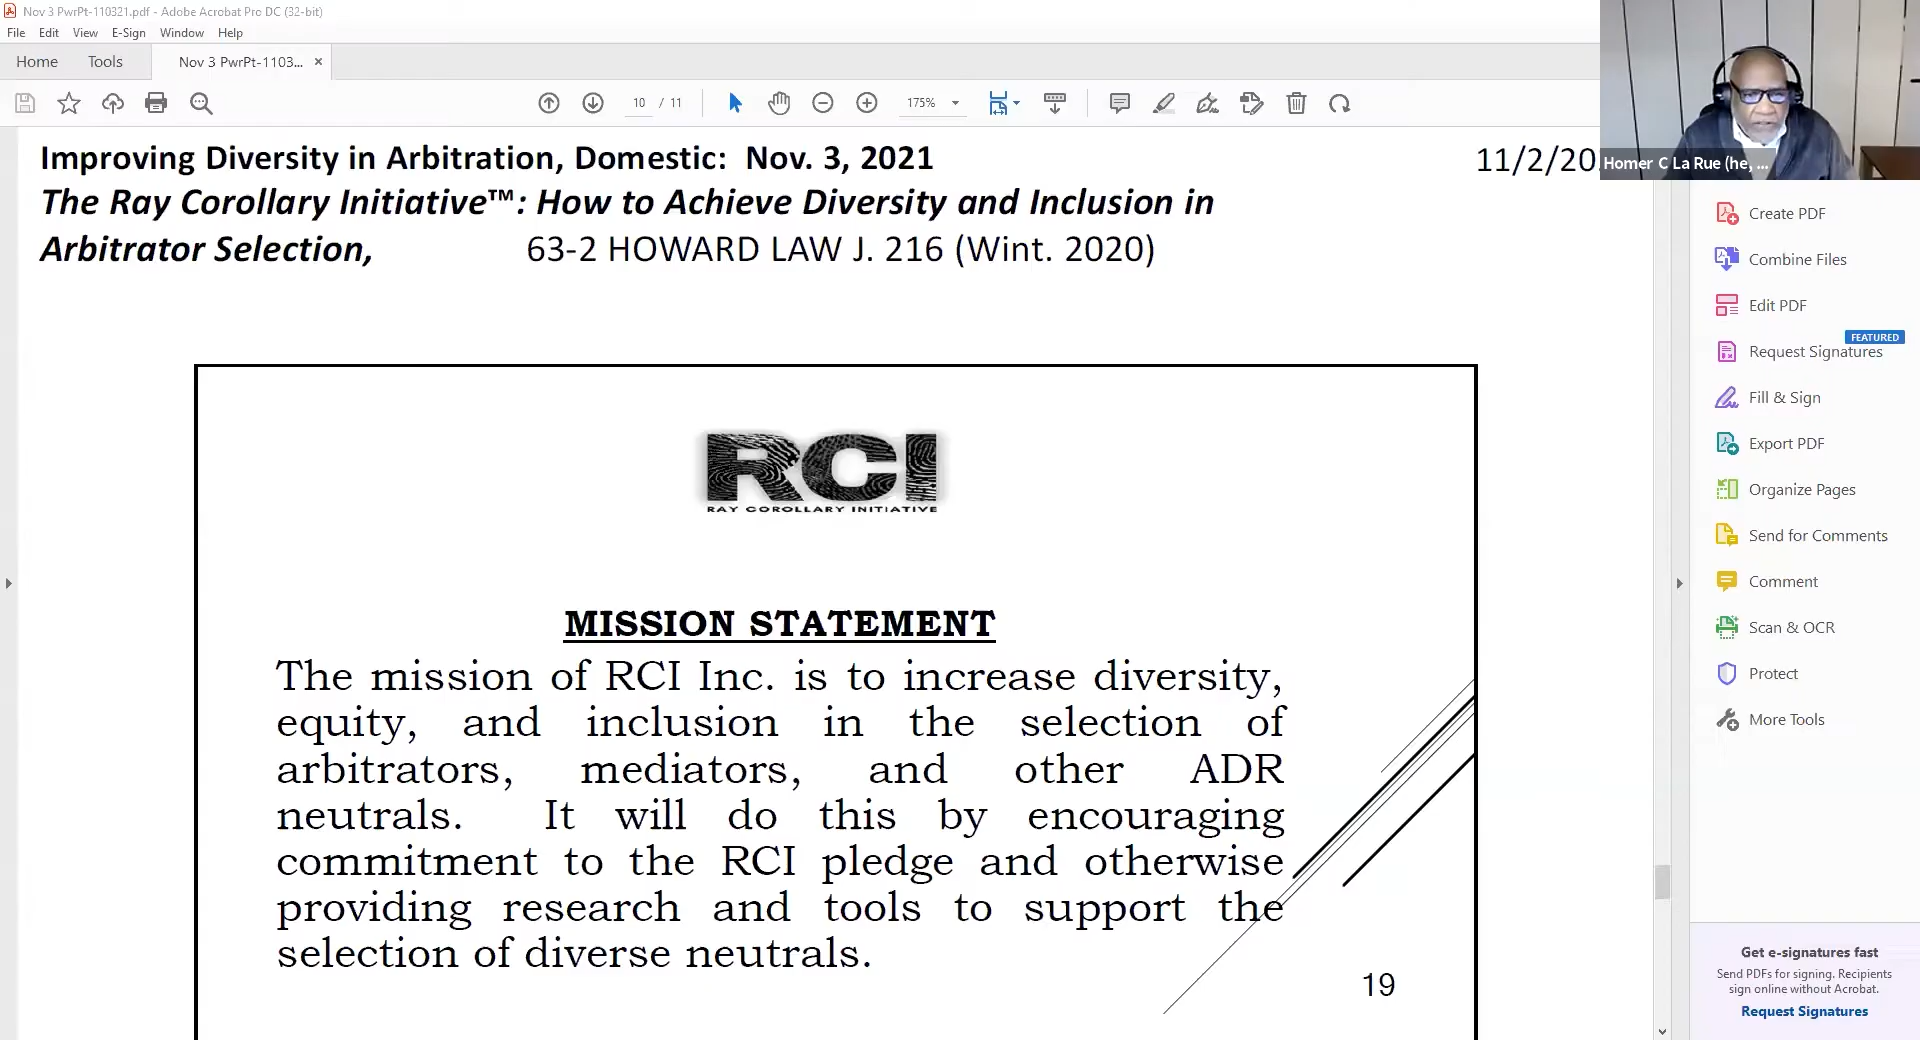 Nov 3 PwrPt-110321.pdf - Adobe Acrobat Pro DC (32-bit)
File Edit View E-Sign Window Help
Home Tools Nov 3 PwrPt-1103... ×
10 / 11 175%
Improving Diversity in Arbitration, Domestic: Nov. 3, 2021 11/2/20
The Ray Corollary Initiative™: How to Achieve Diversity and Inclusion in
Arbitrator Selection, 63-2 HOWARD LAW J. 216 (Wint. 2020)
Homer C La Rue (he, ...
RCI
RAY COROLLARY INITIATIVE
MISSION STATEMENT
The mission of RCI Inc. is to increase diversity,
equity, and inclusion in the selection of
arbitrators, mediators, and other ADR
neutrals. It will do this by encouraging
commitment to the RCI pledge and otherwise
providing research and tools to support the
selection of diverse neutrals.
19
Create PDF
Combine Files
Edit PDF
FEATURED
Request Signatures
Fill & Sign
Export PDF
Organize Pages
Send for Comments
Comment
Scan & OCR
Protect
More Tools
Get e-signatures fast
Send PDFs for signing. Recipients
sign online without Acrobat.
Request Signatures